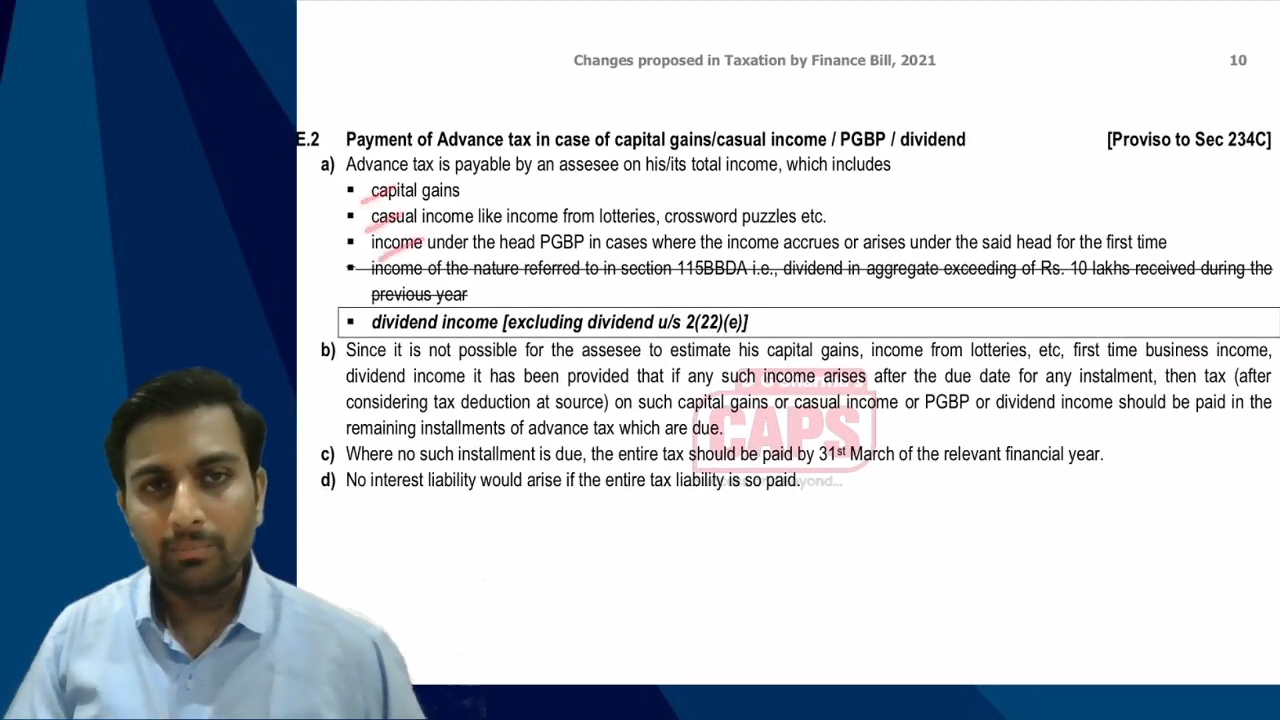 Changes proposed in Taxation by Finance Bill, 2021 10
E.2 Payment of Advance tax in case of capital gains/casual income / PGBP / dividend [Proviso to Sec 234C]
a) Advance tax is payable by an assesee on his/its total income, which includes
▪ capital gains
▪ casual income like income from lotteries, crossword puzzles etc.
▪ income under the head PGBP in cases where the income accrues or arises under the said head for the first time
▪ income of the nature referred to in section 115BBDA i.e., dividend in aggregate exceeding of Rs. 10 lakhs received during the
previous year
▪ dividend income [excluding dividend u/s 2(22)(e)]
b) Since it is not possible for the assesee to estimate his capital gains, income from lotteries, etc, first time business income,
dividend income it has been provided that if any such income arises after the due date for any instalment, then tax (after
considering tax deduction at source) on such capital gains or casual income or PGBP or dividend income should be paid in the
remaining installments of advance tax which are due.
CAPS
c) Where no such installment is due, the entire tax should be paid by 31st March of the relevant financial year.
d) No interest liability would arise if the entire tax liability is so paid.